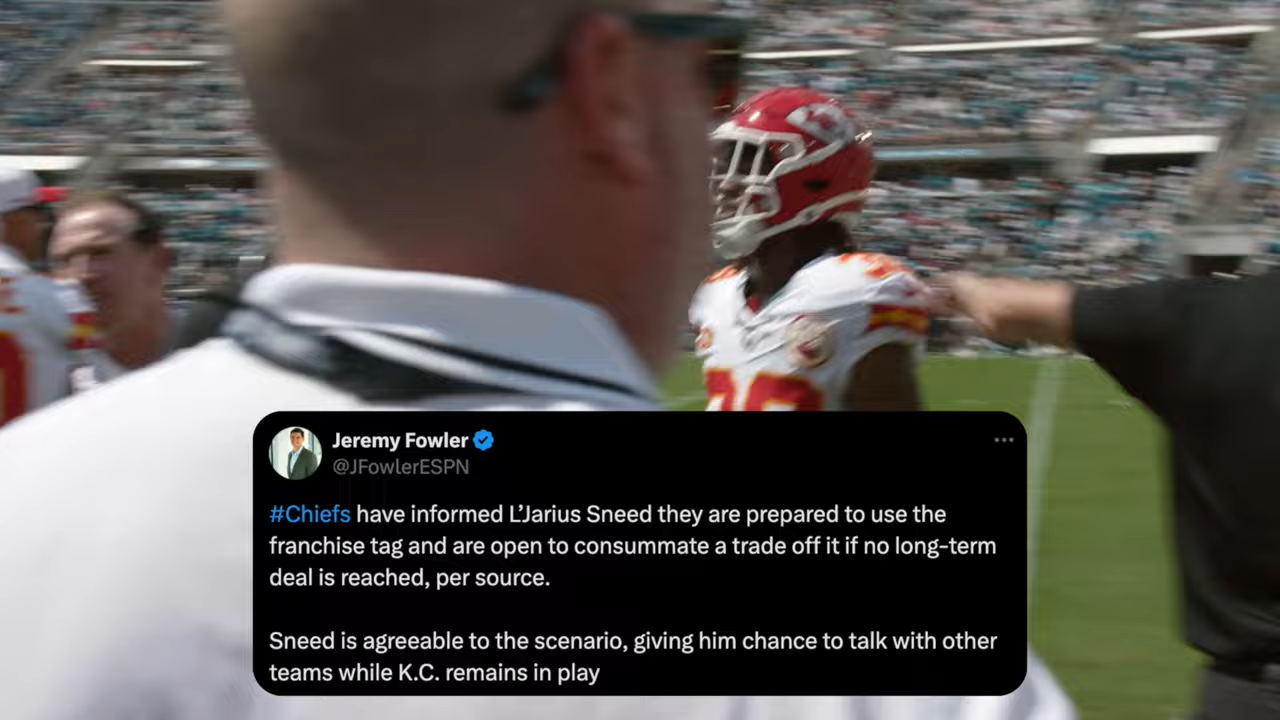 Jeremy Fowler
@JFowlerESPN
#Chiefs have informed L'Jarius Sneed they are prepared to use the
franchise tag and are open to consummate a trade off it if no long-term
deal is reached, per source.
Sneed is agreeable to the scenario, giving him chance to talk with other
teams while K.C. remains in play